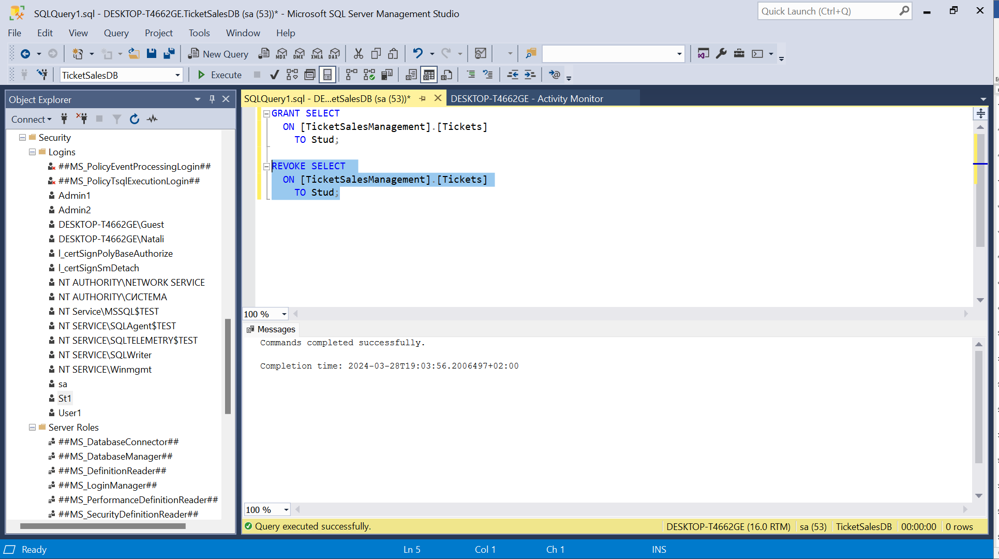 SQLQuery1.sql - DESKTOP-T4662GE.TicketSalesDB (sa (53))* - Microsoft SQL Server Management Studio
Quick Launch (Ctrl+Q)
File Edit View Query Project Tools Window Help
New Query MDX DMX XMLA DAX
TicketSalesDB Execute
Object Explorer
Connect
Security
Logins
##MS_PolicyEventProcessingLogin##
##MS_PolicyTsqlExecutionLogin##
Admin1
Admin2
DESKTOP-T4662GE\Guest
DESKTOP-T4662GE\Natali
l_certSignPolyBaseAuthorize
l_certSignSmDetach
NT AUTHORITY\NETWORK SERVICE
NT AUTHORITY\СИСТЕМА
NT Service\MSSQL$TEST
NT SERVICE\SQLAgent$TEST
NT SERVICE\SQLTELEMETRY$TEST
NT SERVICE\SQLWriter
NT SERVICE\Winmgmt
sa
St1
User1
Server Roles
##MS_DatabaseConnector##
##MS_DatabaseManager##
##MS_DefinitionReader##
##MS_LoginManager##
##MS_PerformanceDefinitionReader##
##MS_SecurityDefinitionReader##
SQLQuery1.sql - DE...etSalesDB (sa (53))* DESKTOP-T4662GE - Activity Monitor
GRANT SELECT
ON [TicketSalesManagement].[Tickets]
TO Stud;
REVOKE SELECT
ON [TicketSalesManagement].[Tickets]
TO Stud;
100 %
Messages
Commands completed successfully.
Completion time: 2024-03-28T19:03:56.2006497+02:00
100 %
Query executed successfully. DESKTOP-T4662GE (16.0 RTM) sa (53) TicketSalesDB 00:00:00 0 rows
Ready Ln 5 Col 1 Ch 1 INS